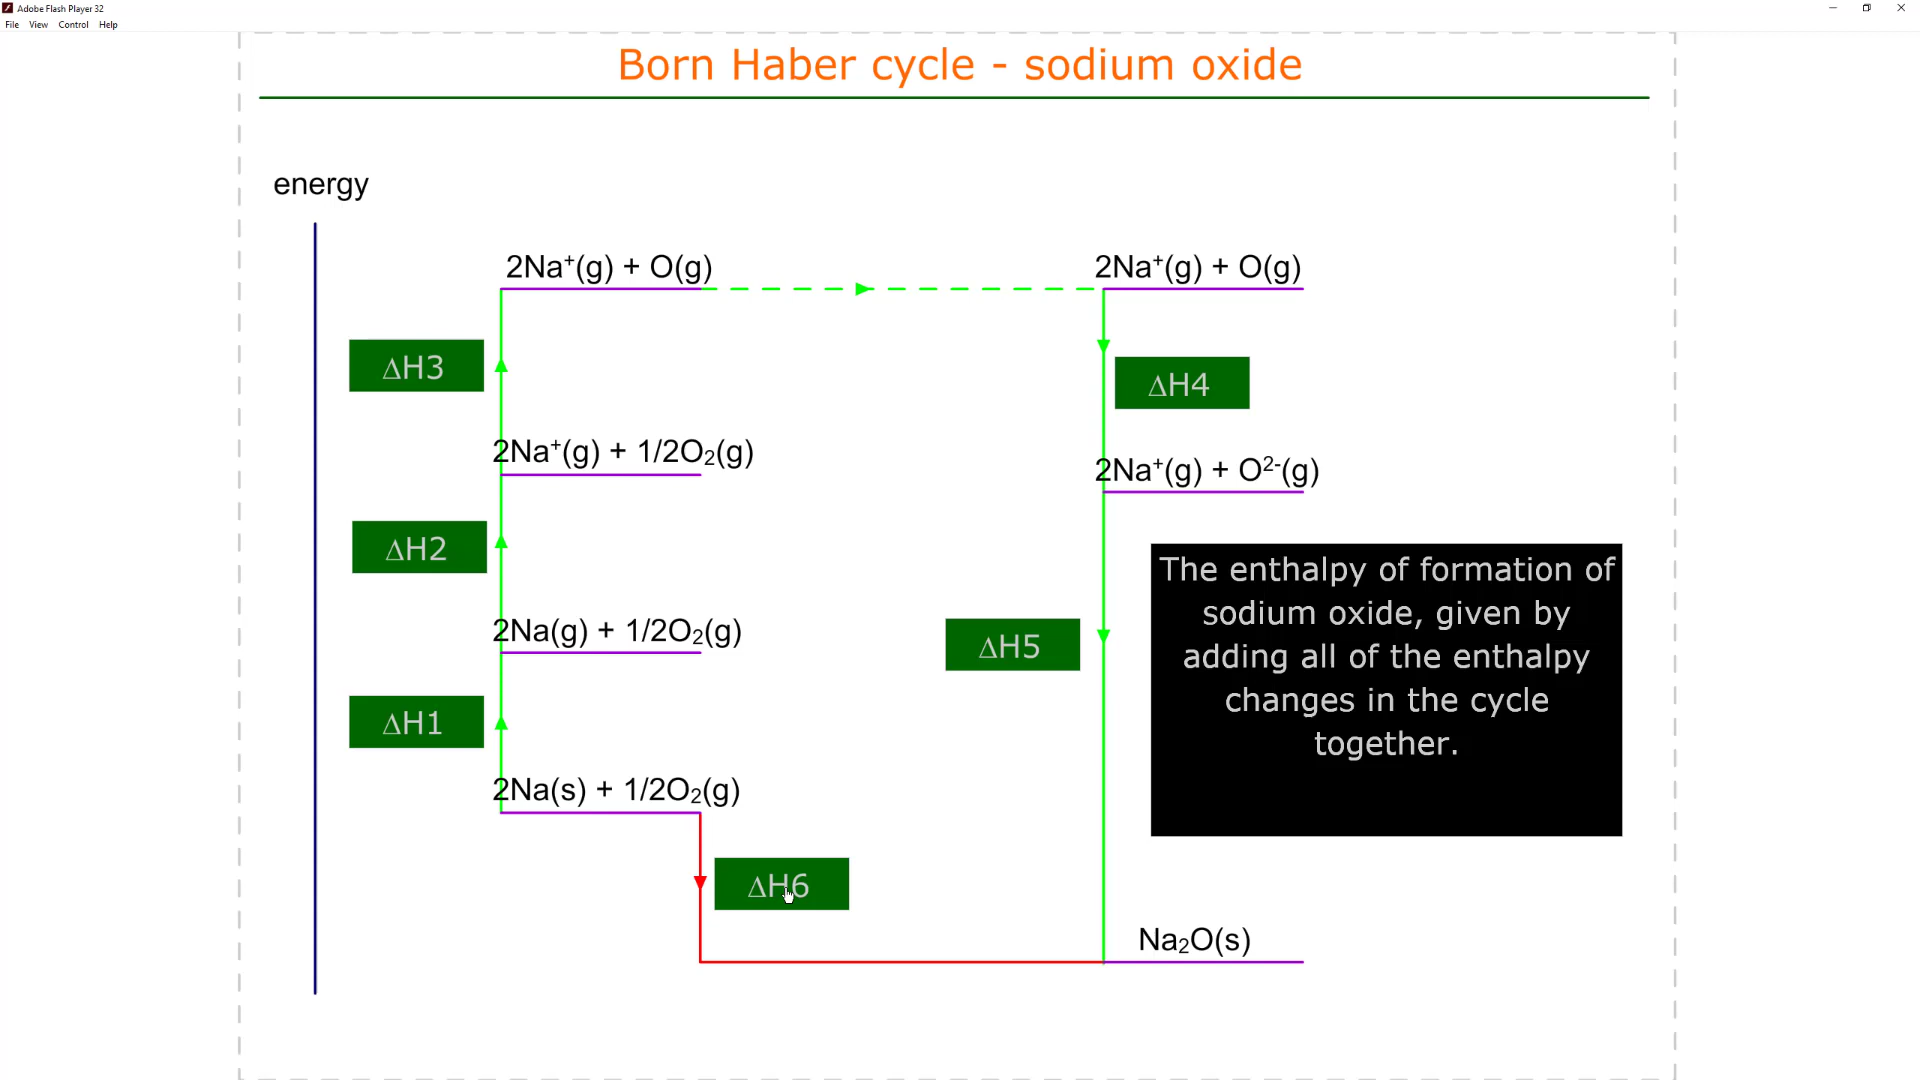 Adobe Flash Player 32
File View Control Help
Born Haber cycle - sodium oxide
energy
2Na⁺(g) + O(g)
2Na⁺(g) + O(g)
ΔH3
ΔH4
2Na⁺(g) + 1/2O₂(g)
2Na⁺(g) + O²⁻(g)
ΔH2
The enthalpy of formation of
sodium oxide, given by
adding all of the enthalpy
changes in the cycle
together.
2Na(g) + 1/2O₂(g)
ΔH5
ΔH1
2Na(s) + 1/2O₂(g)
ΔH6
Na₂O(s)